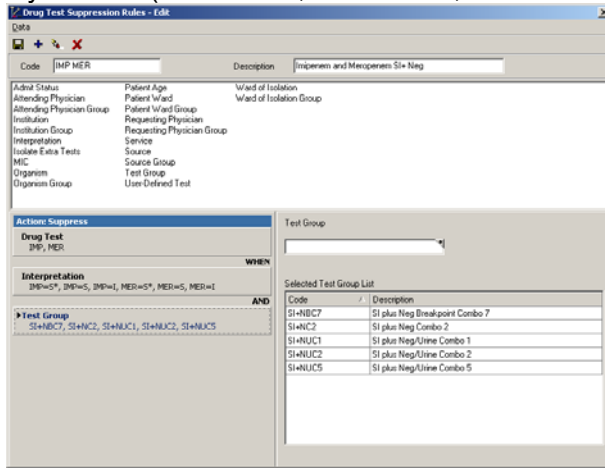 Drug Test Suppression Rules - Edit
Data
Code IMP MER Description Imipenem and Meropenem SI+ Neg
Admit Status Patient Age Ward of Isolation
Attending Physician Patient Ward Ward of Isolation Group
Attending Physician Group Patient Ward Group
Institution Requesting Physician
Institution Group Requesting Physician Group
Interpretation Service
Isolate Extra Tests Source
MIC Source Group
Organism Test Group
Organism Group User-Defined Test
Action: Suppress
Drug Test
IMP, MER
WHEN
Interpretation
IMP=S*, IMP=S, IMP=I, MER=S*, MER=S, MER=I
AND
Test Group
SI+NBC7, SI+NC2, SI+NUC1, SI+NUC2, SI+NUC5
Test Group
Selected Test Group List
Code Description
SI+NBC7 SI plus Neg Breakpoint Combo 7
SI+NC2 SI plus Neg Combo 2
SI+NUC1 SI plus Neg/Urine Combo 1
SI+NUC2 SI plus Neg/Urine Combo 2
SI+NUC5 SI plus Neg/Urine Combo 5